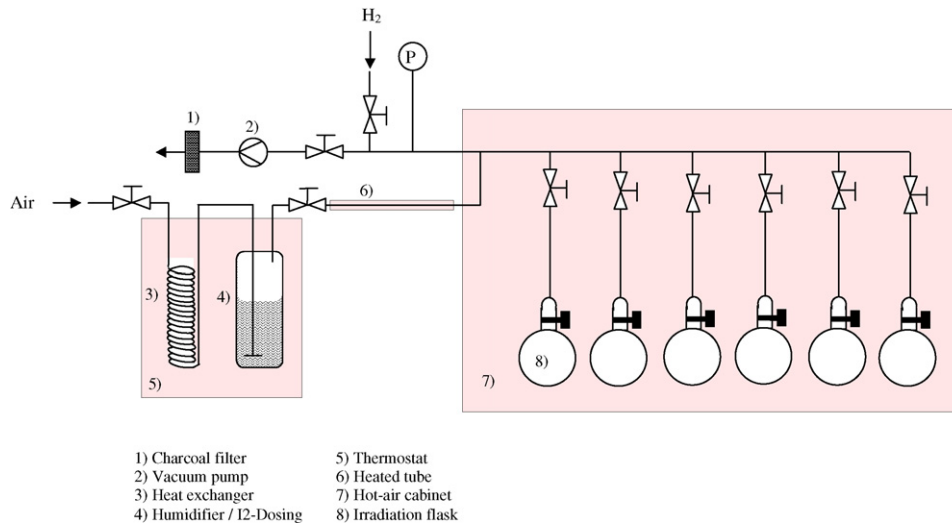 H2
P
1)
2)
Air
6)
3)
4)
5)
7)
8)
1) Charcoal filter
2) Vacuum pump
3) Heat exchanger
4) Humidifier / I2-Dosing
5) Thermostat
6) Heated tube
7) Hot-air cabinet
8) Irradiation flask